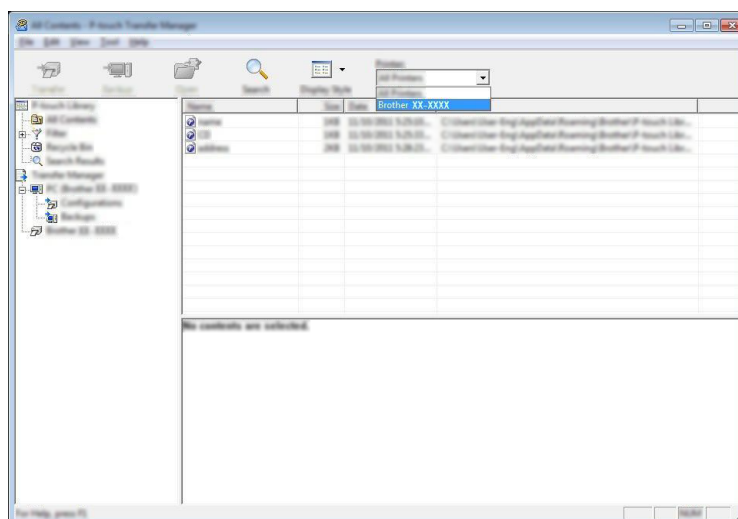 All Contents - P-touch Transfer Manager
File Edit View Tool Help
Transfer Backup Open Search Display Style
Printer:
All Printers
All Printers
Brother XX-XXXX
P-touch Library
All Contents
Filter
Recycle Bin
Search Results
Transfer Manager
PC (Brother XX-XXXX)
Configurations
Backups
Brother XX-XXXX
Name Size Date
name
CD
address
No contents are selected.
For Help, press F1
NUM